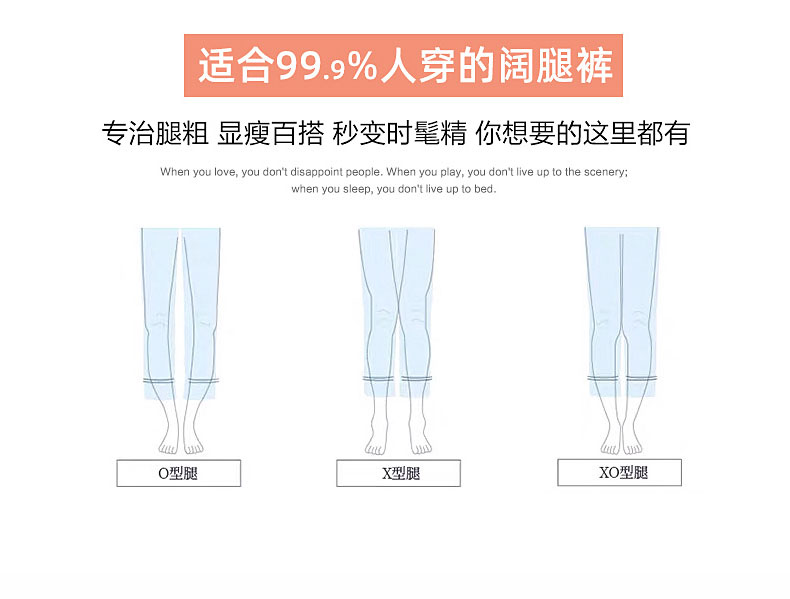 适合99.9%人穿的阔腿裤
专治腿粗 显瘦百搭 秒变时髦精 你想要的这里都有
When you love, you don't disappoint people. When you play, you don't live up to the scenery;
when you sleep, you don't live up to bed.
O型腿
X型腿
XO型腿